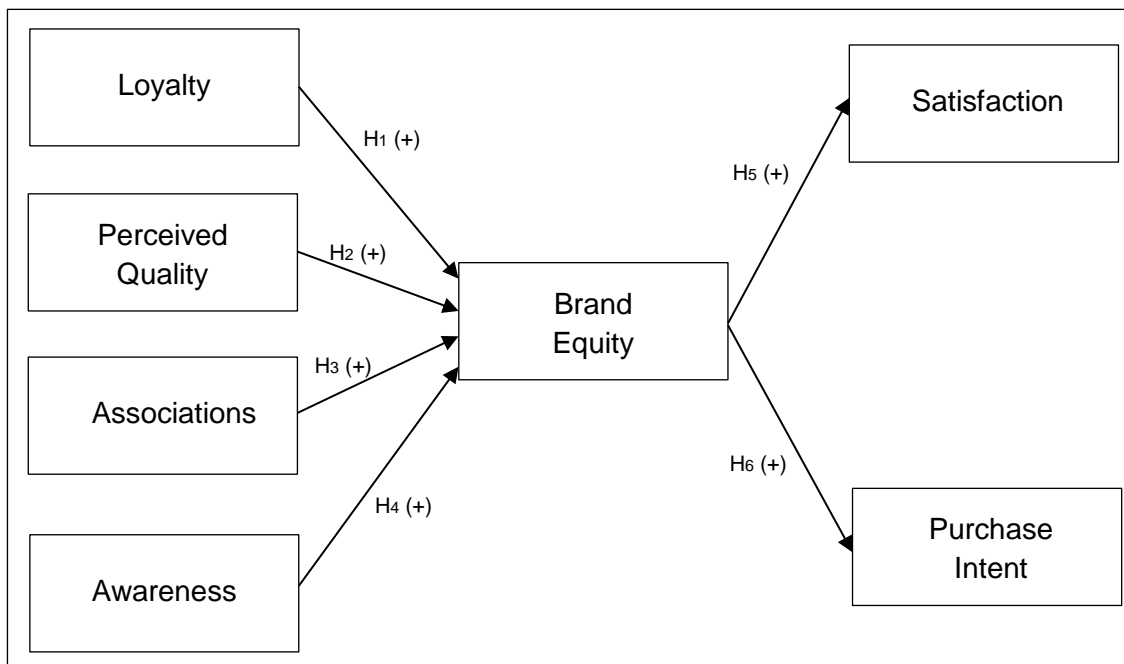 Loyalty
H1 (+)
Perceived
Quality
H2 (+)
Associations
H3 (+)
Awareness
H4 (+)
Brand
Equity
H5 (+)
Satisfaction
H6 (+)
Purchase
Intent